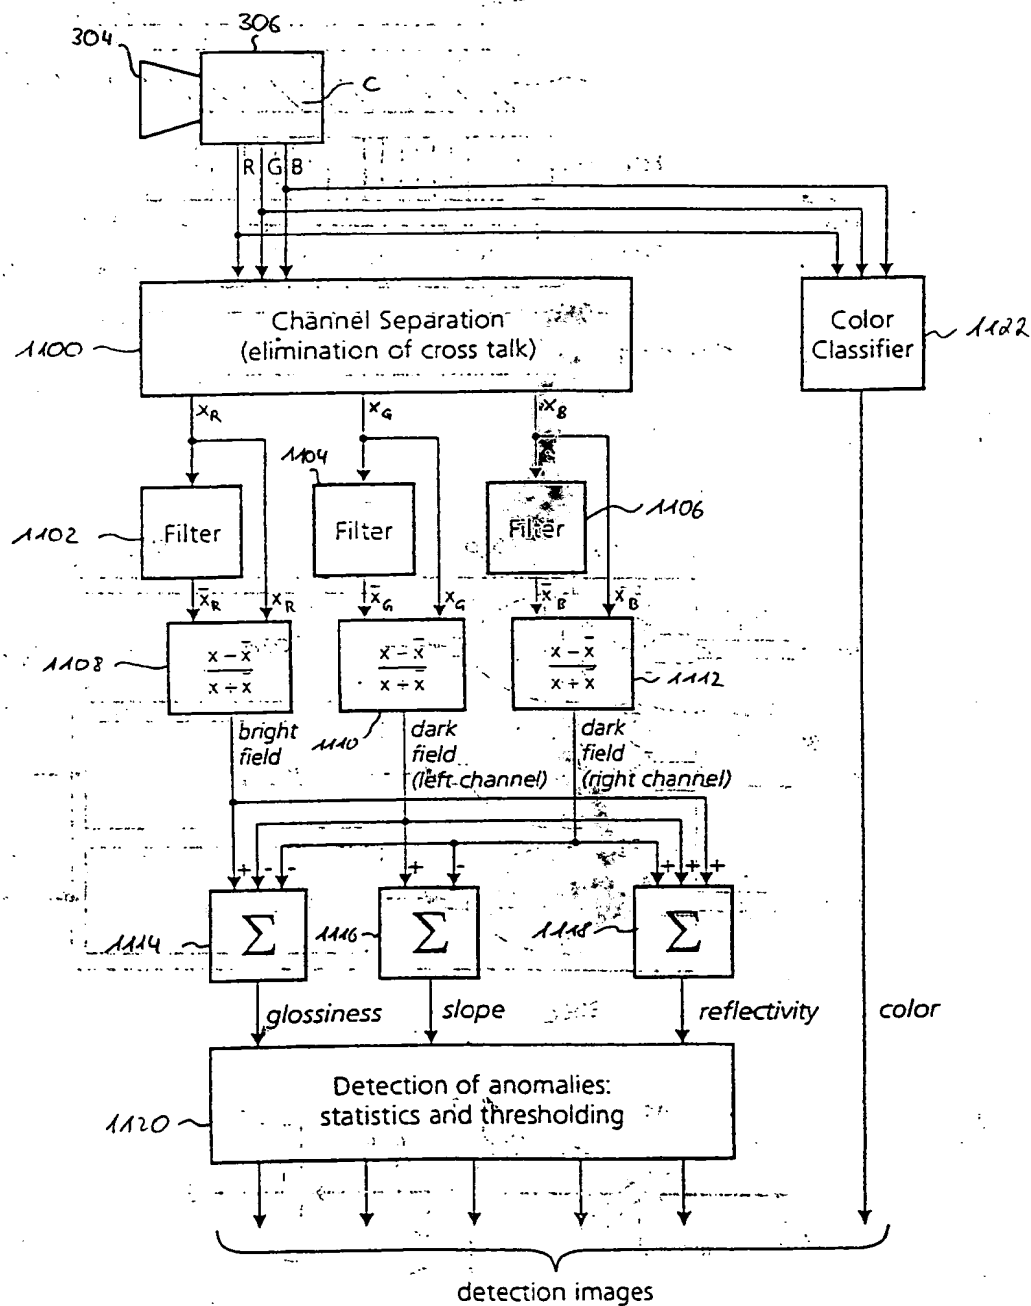 306
304
C
R G B
Channel Separation
(elimination of cross talk)
1100
Color
Classifier
1122
x_R
x_G
x_B
1104
1102
Filter
Filter
Filter
1106
x̄_R
x_R
x̄_G
x_G
x̄_B
x_B
1108
x − x̄
x ÷ x̄
x − x̄
x ÷ x̄
x − x̄
x + x
1112
1110
bright
field
dark
field
(left channel)
dark
field
(right channel)
+ - -
+ -
+ + +
1114
Σ
1116
Σ
1118
Σ
glossiness
slope
reflectivity
color
Detection of anomalies:
statistics and thresholding
1120
detection images